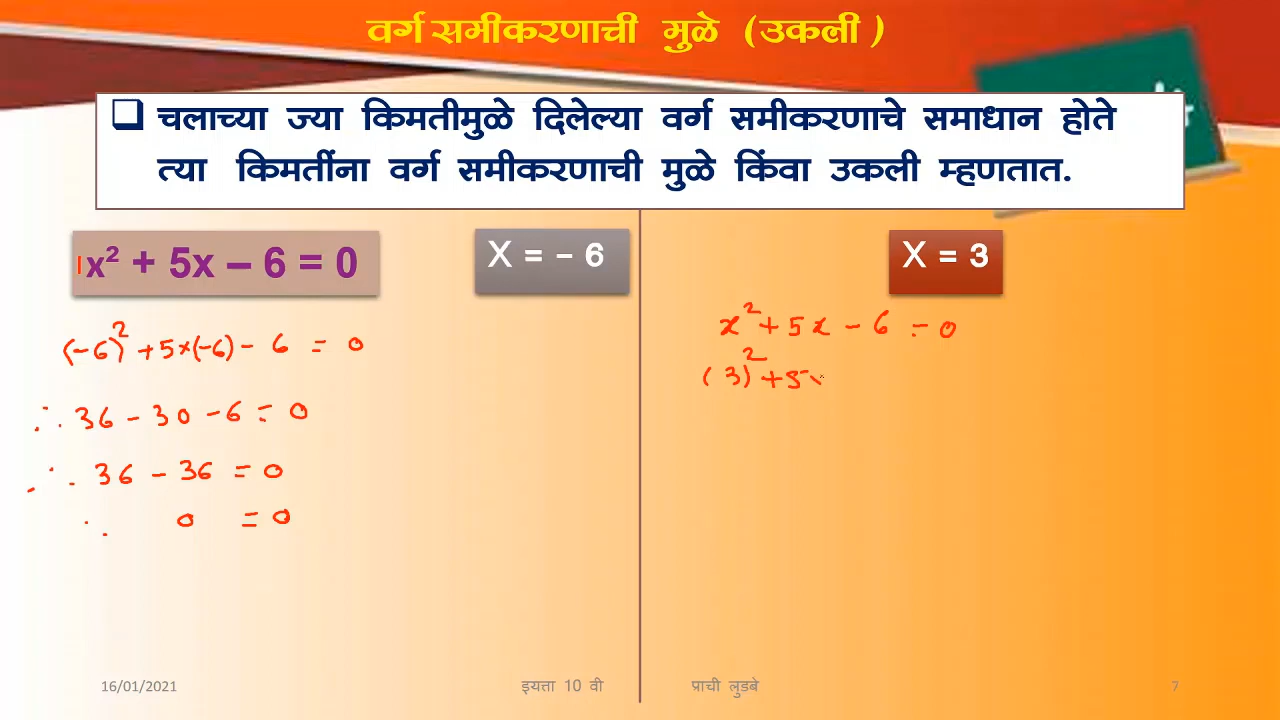 वर्ग समीकरणाची मुळे (उकली )
❑ चलाच्या ज्या किमतीमुळे दिलेल्या वर्ग समीकरणाचे समाधान होते
त्या किमतींना वर्ग समीकरणाची मुळे किंवा उकली म्हणतात.
x² + 5x – 6 = 0
X = – 6
(-6)² + 5×(-6) - 6 = 0
∴ 36 - 30 - 6 = 0
∴ 36 - 36 = 0
∴ 0 = 0
X = 3
x² + 5x - 6 = 0
(3)² + 5×
16/01/2021
इयत्ता 10 वी
प्राची लुडबे
7